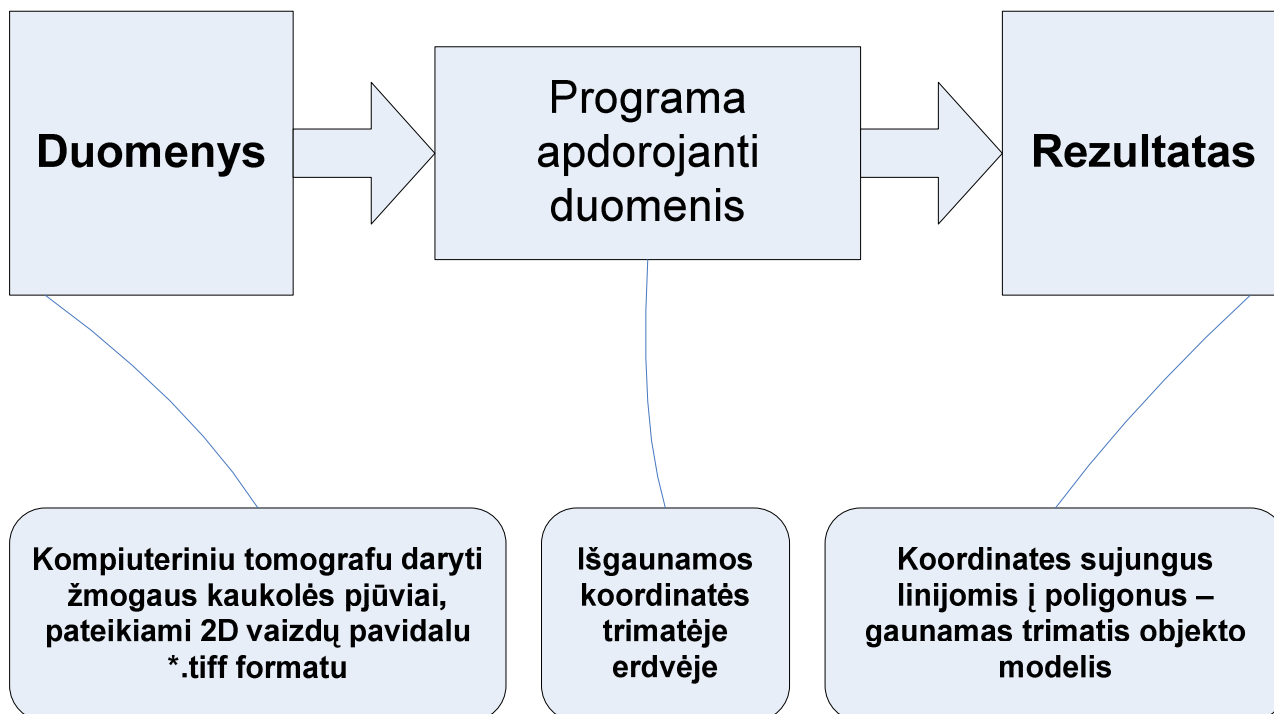 Duomenys
Programa
apdorojanti
duomenis
Rezultatas
Kompiuteriniu tomografu daryti
žmogaus kaukolės pjūviai,
pateikiami 2D vaizdų pavidalu
*.tiff formatu
Išgaunamos
koordinatės
trimatėje
erdvėje
Koordinates sujungus
linijomis į poligonus –
gaunamas trimatis objekto
modelis